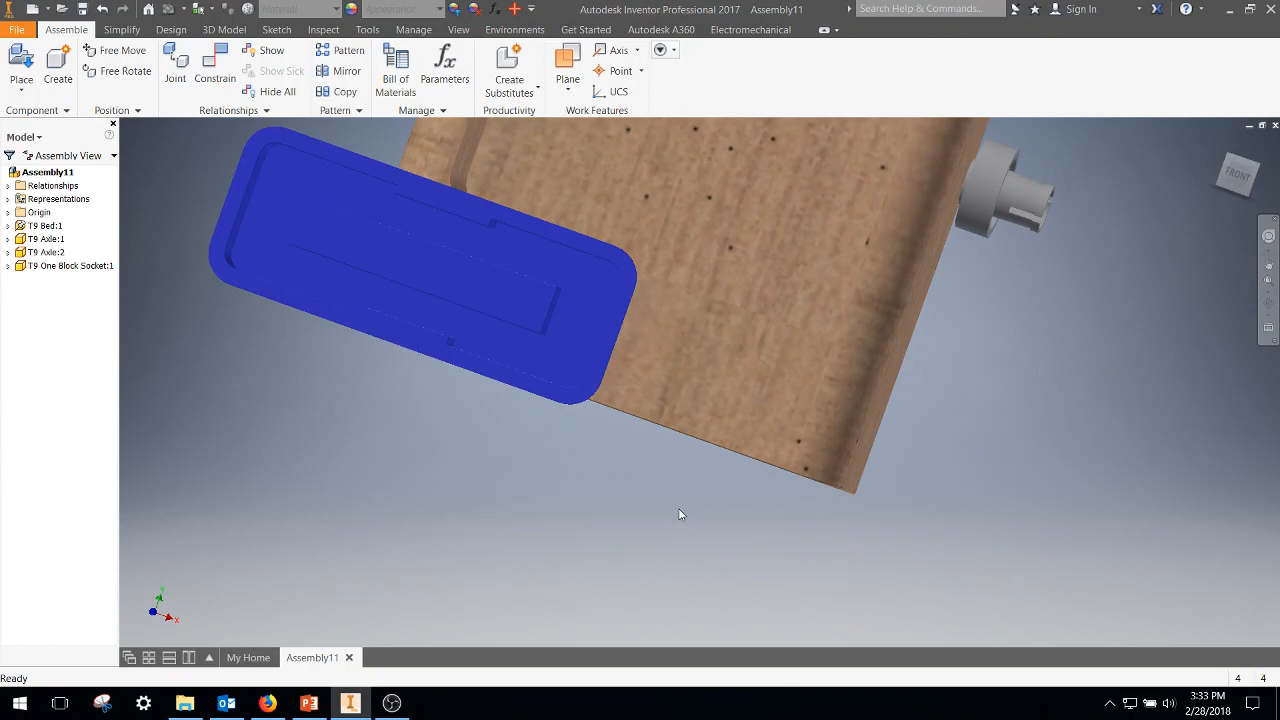 Material
Appearance
Autodesk Inventor Professional 2017 Assembly11
Search Help & Commands...
Sign In
File
Assemble
Simplify
Design
3D Model
Sketch
Inspect
Tools
Manage
View
Environments
Get Started
Autodesk A360
Electromechanical
Place
Create
Free Move
Free Rotate
Joint
Constrain
Show
Show Sick
Hide All
Pattern
Mirror
Copy
Bill of
Materials
fx
Parameters
Create
Substitutes
Plane
Axis
Point
UCS
Component
Position
Relationships
Pattern
Manage
Productivity
Work Features
Model
?
Assembly View
Assembly11
Relationships
Representations
Origin
T9 Bed:1
T9 Axle:1
T9 Axle:2
T9 One Block Socket:1
FRONT
Y
X
My Home
Assembly11
Ready
4 4
3:33 PM
2/28/2018